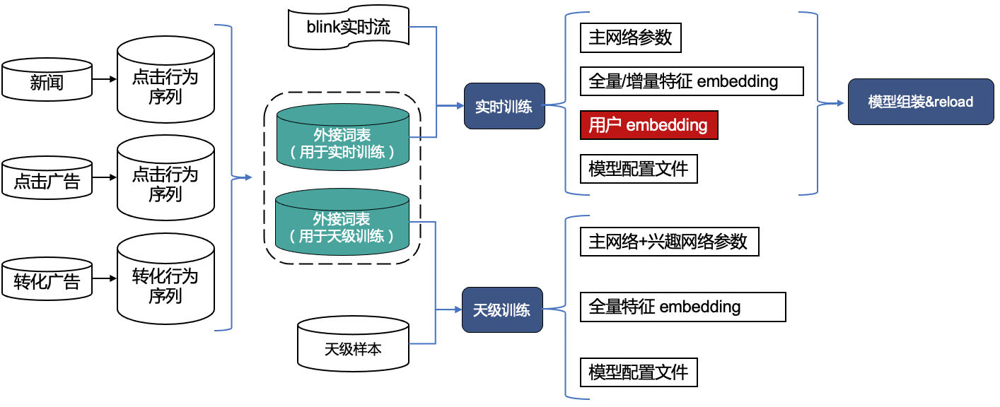 新闻
点击行为
序列
点击广告
点击行为
序列
转化广告
转化行为
序列
blink实时流
外接词表
（用于实时训练）
外接词表
（用于天级训练）
天级样本
实时训练
天级训练
主网络参数
全量/增量特征 embedding
用户 embedding
模型配置文件
主网络+兴趣网络参数
全量特征 embedding
模型配置文件
模型组装&reload